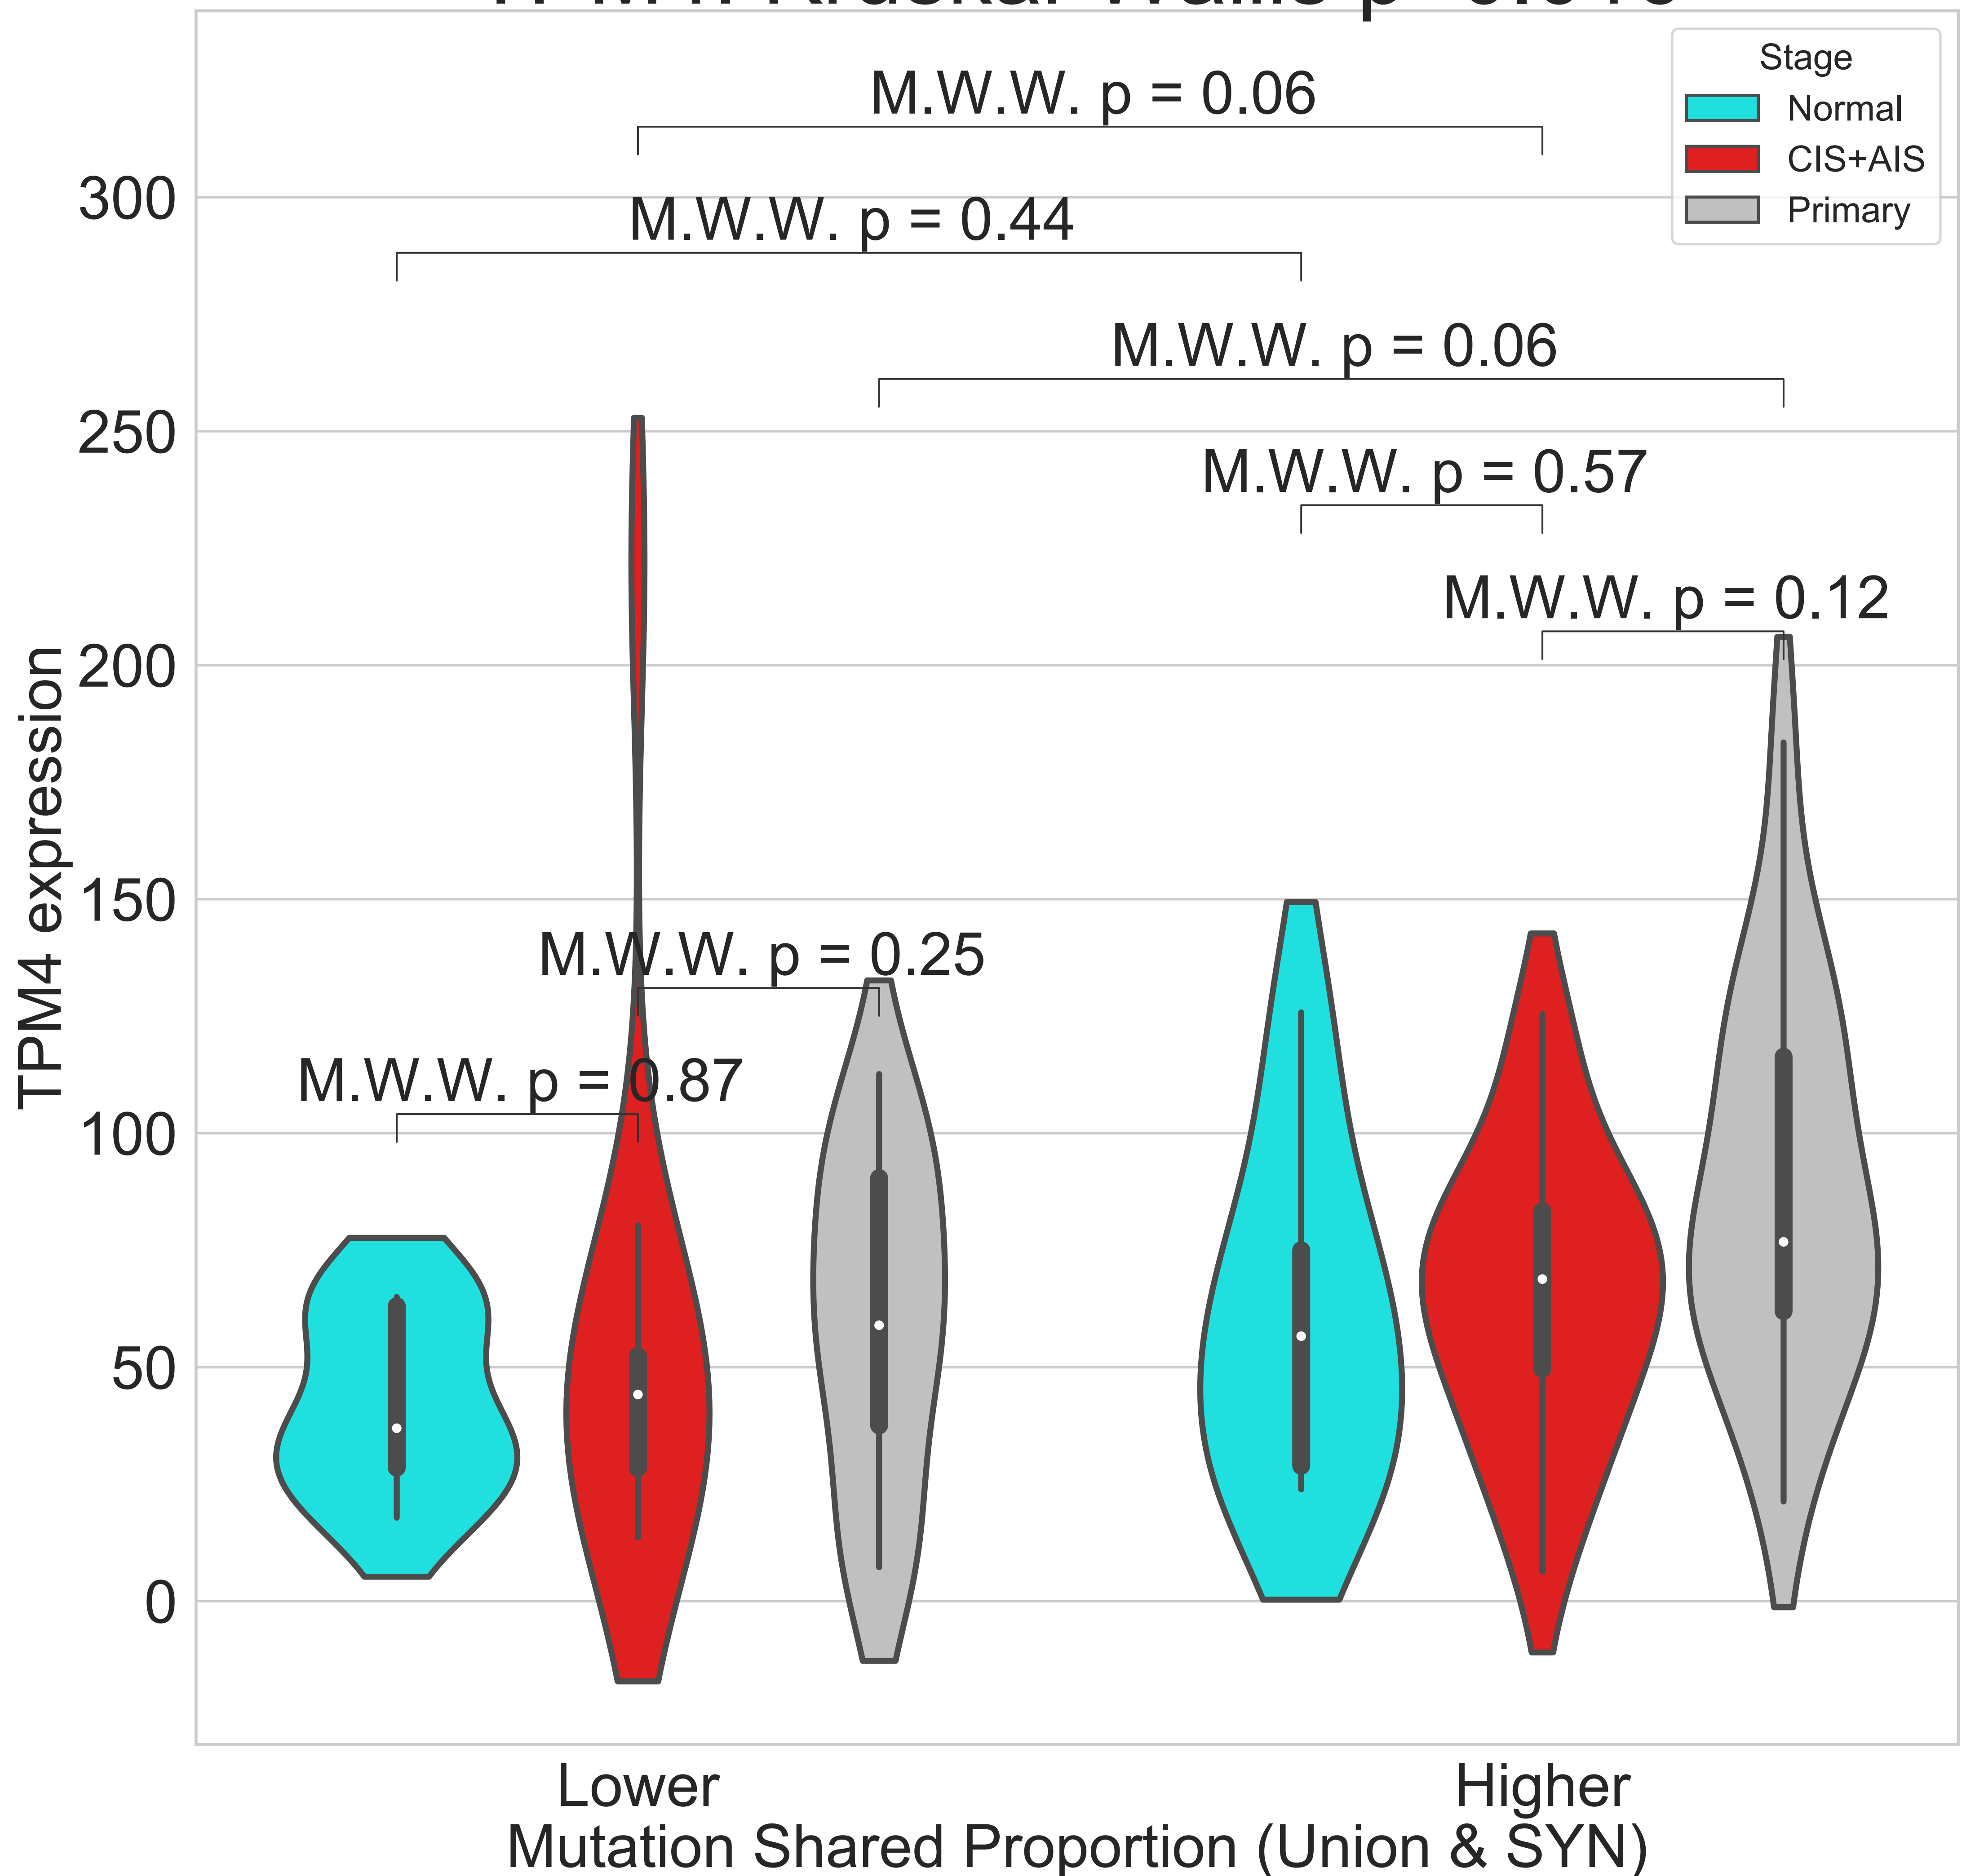 Stage
Normal
CIS+AIS
Primary
M.W.W. p = 0.06
M.W.W. p = 0.44
M.W.W. p = 0.06
M.W.W. p = 0.57
M.W.W. p = 0.12
M.W.W. p = 0.25
M.W.W. p = 0.87
300
250
200
150
100
50
0
TPM4 expression
Lower
Higher
Mutation Shared Proportion (Union & SYN)